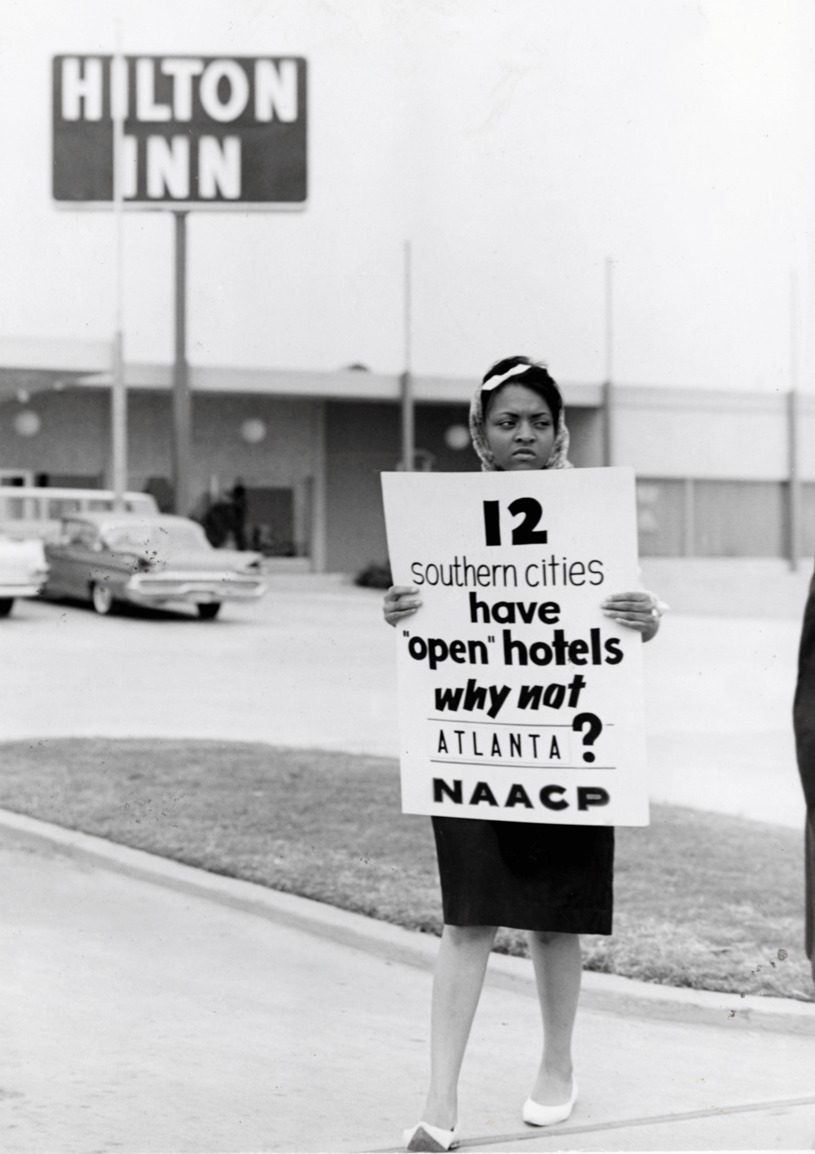 HILTON
INN
12
southern cities
have
"open" hotels
why not
ATLANTA?
NAACP